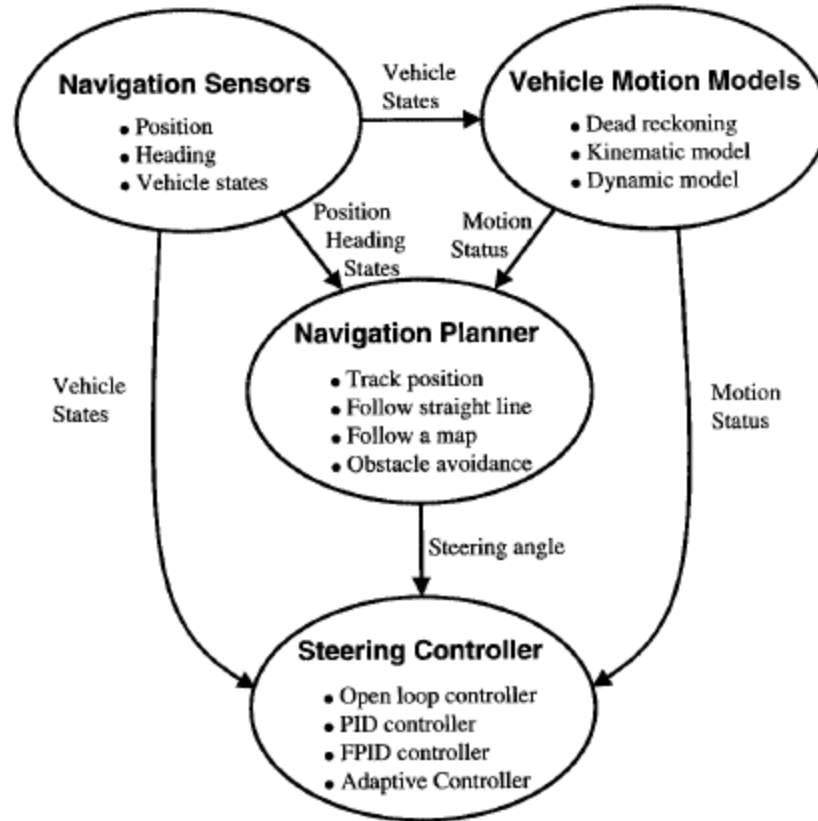 Navigation Sensors
• Position
• Heading
• Vehicle states
Vehicle
States
Vehicle Motion Models
• Dead reckoning
• Kinematic model
• Dynamic model
Position
Heading
States
Motion
Status
Navigation Planner
• Track position
• Follow straight line
• Follow a map
• Obstacle avoidance
Vehicle
States
Motion
Status
Steering angle
Steering Controller
• Open loop controller
• PID controller
• FPID controller
• Adaptive Controller